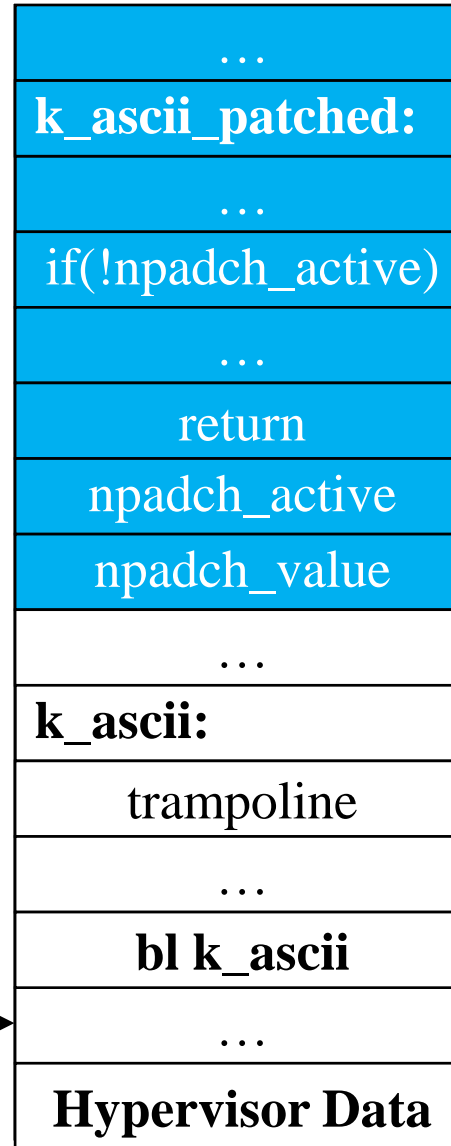 …
k_ascii_patched:
…
if(!npadch_active)
…
return
npadch_active
npadch_value
…
k_ascii:
trampoline
…
bl k_ascii
…
Hypervisor Data